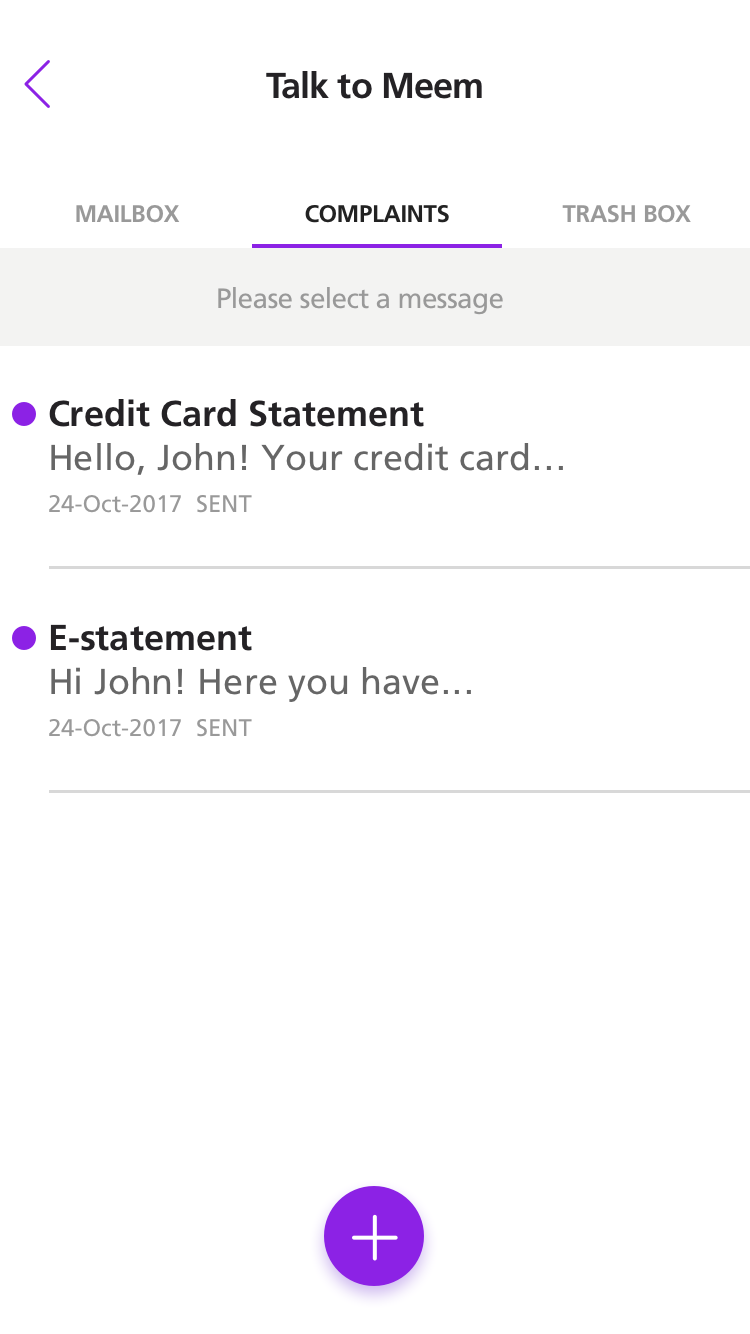 Talk to Meem
MAILBOX COMPLAINTS TRASH BOX
Please select a message
Credit Card Statement
Hello, John! Your credit card...
24-Oct-2017 SENT
E-statement
Hi John! Here you have...
24-Oct-2017 SENT